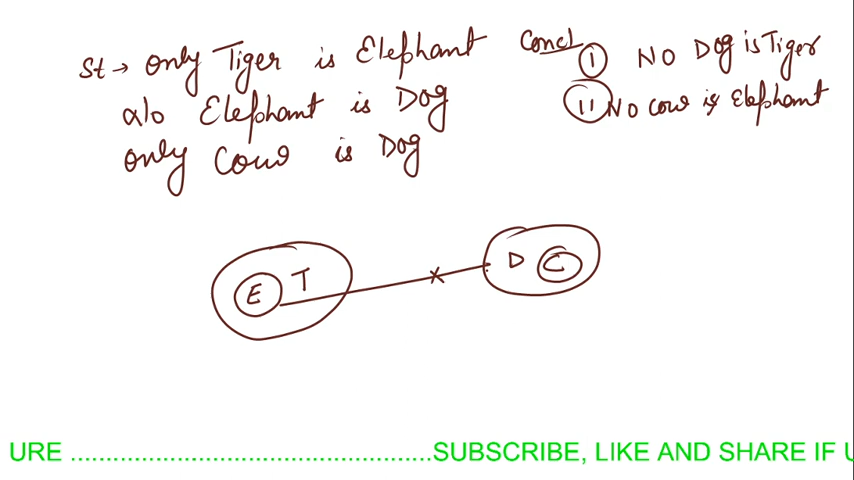 St → only Tiger is Elephant
a/o Elephant is Dog
only Cow is Dog
Concl
I No Dog is Tiger
II No cow is Elephant
E T
D C
URE ..................................................SUBSCRIBE, LIKE AND SHARE IF U